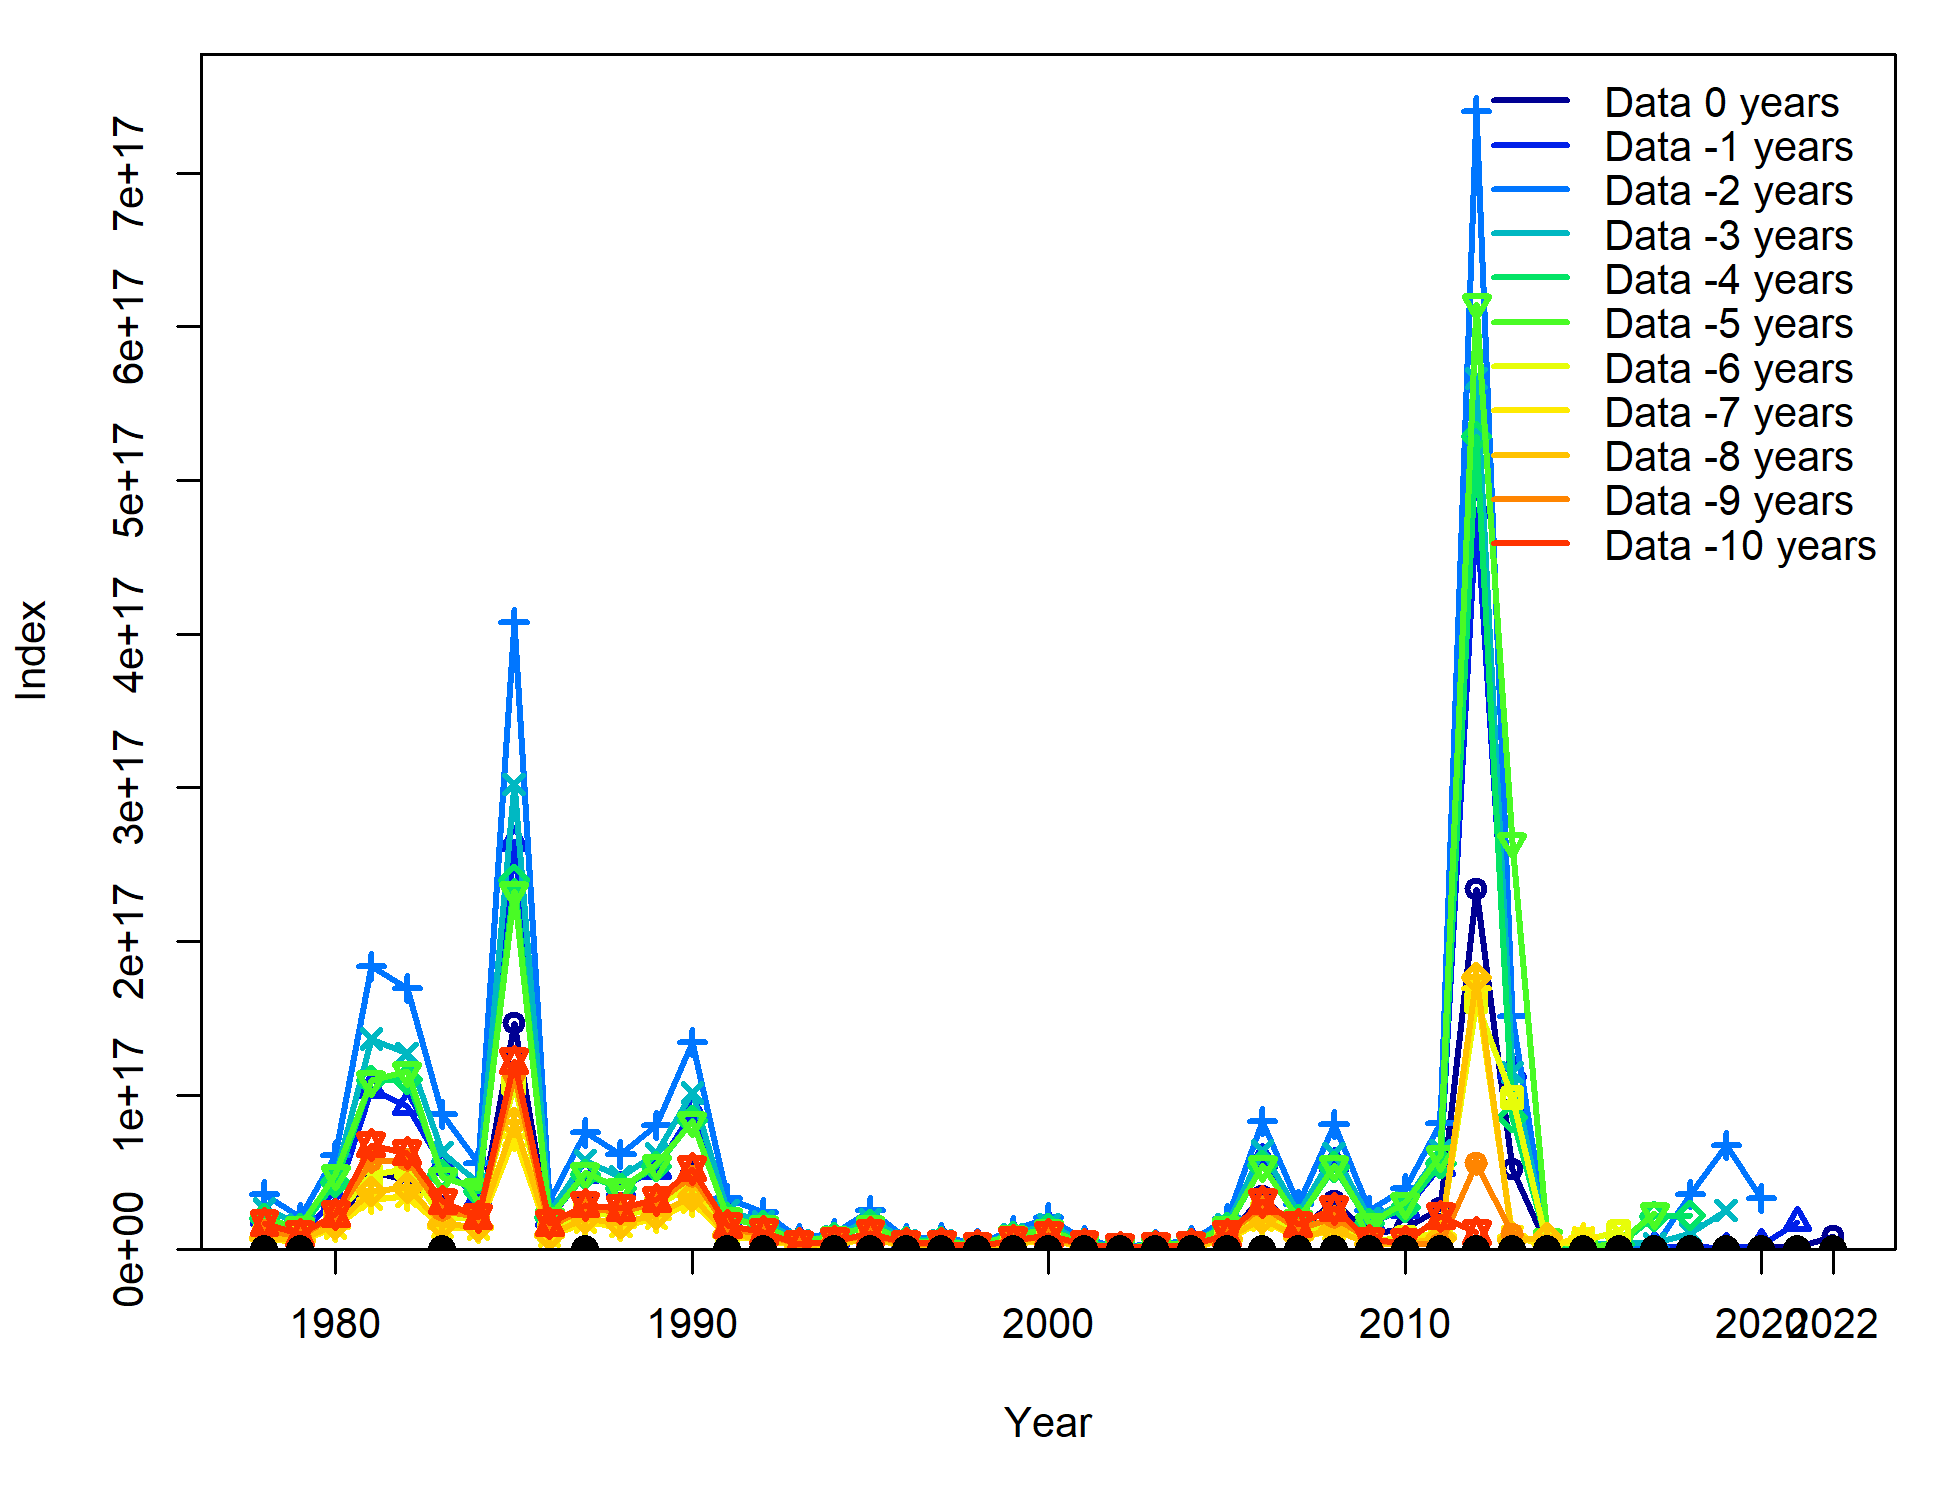 Data 0 years
Data -1 years
Data -2 years
Data -3 years
Data -4 years
Data -5 years
Data -6 years
Data -7 years
Data -8 years
Data -9 years
Data -10 years
7e+17
6e+17
5e+17
4e+17
3e+17
2e+17
1e+17
0e+00
Index
1980 1990 2000 2010 2020 2022
Year